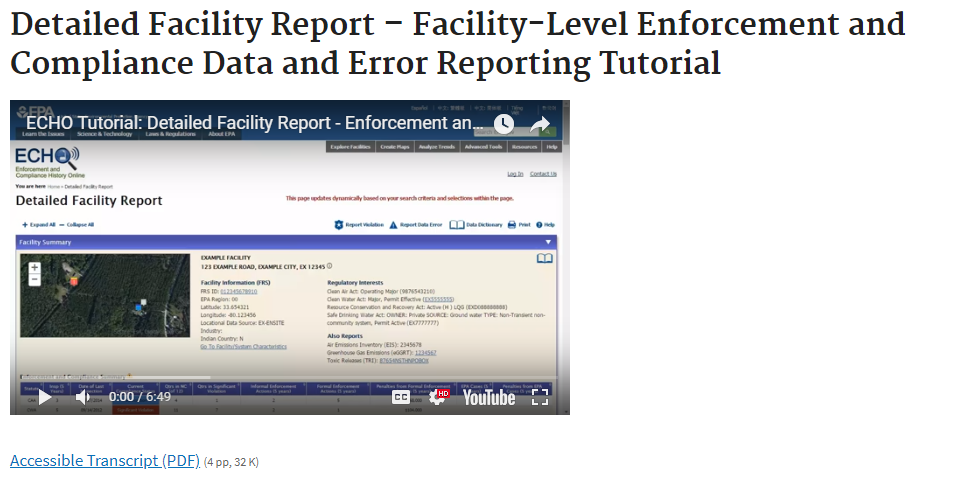 Detailed Facility Report – Facility-Level Enforcement and
Compliance Data and Error Reporting Tutorial
EPA
ECHO Tutorial: Detailed Facility Report - Enforcement an...
Learn the Issues Science & Technology Laws & Regulations About EPA
Explore Facilities Create Maps Analyze Trends Advanced Tools Resources Help
ECHO
Enforcement and
Compliance History Online
Log In Contact Us
You are here: Home » Detailed Facility Report
Detailed Facility Report
This page updates dynamically based on your search criteria and selections within the page.
+ Expand All — Collapse All
Report Violation Report Data Error Data Dictionary Print Help
Facility Summary
+
−
EXAMPLE FACILITY
123 EXAMPLE ROAD, EXAMPLE CITY, EX 12345
Facility Information (FRS)
FRS ID: 012345678910
EPA Region: 00
Latitude: 33.654321
Longitude: -80.123456
Locational Data Source: EX-ENSITE
Industry:
Indian Country: N
Go To Facility/System Characteristics
Regulatory Interests
Clean Air Act: Operating Major (9876543210)
Clean Water Act: Major, Permit Effective (EX5555555)
Resource Conservation and Recovery Act: Active (H ) LQG (EXD088888888)
Safe Drinking Water Act: OWNER: Private SOURCE: Ground water TYPE: Non-Transient non-
community system, Permit Active (EX7777777)
Also Reports
Air Emissions Inventory (EIS): 2345678
Greenhouse Gas Emissions (eGGRT): 1234567
Toxic Releases (TRI):
0:00 / 6:49
CC HD YouTube
Accessible Transcript (PDF) (4 pp, 32 K)